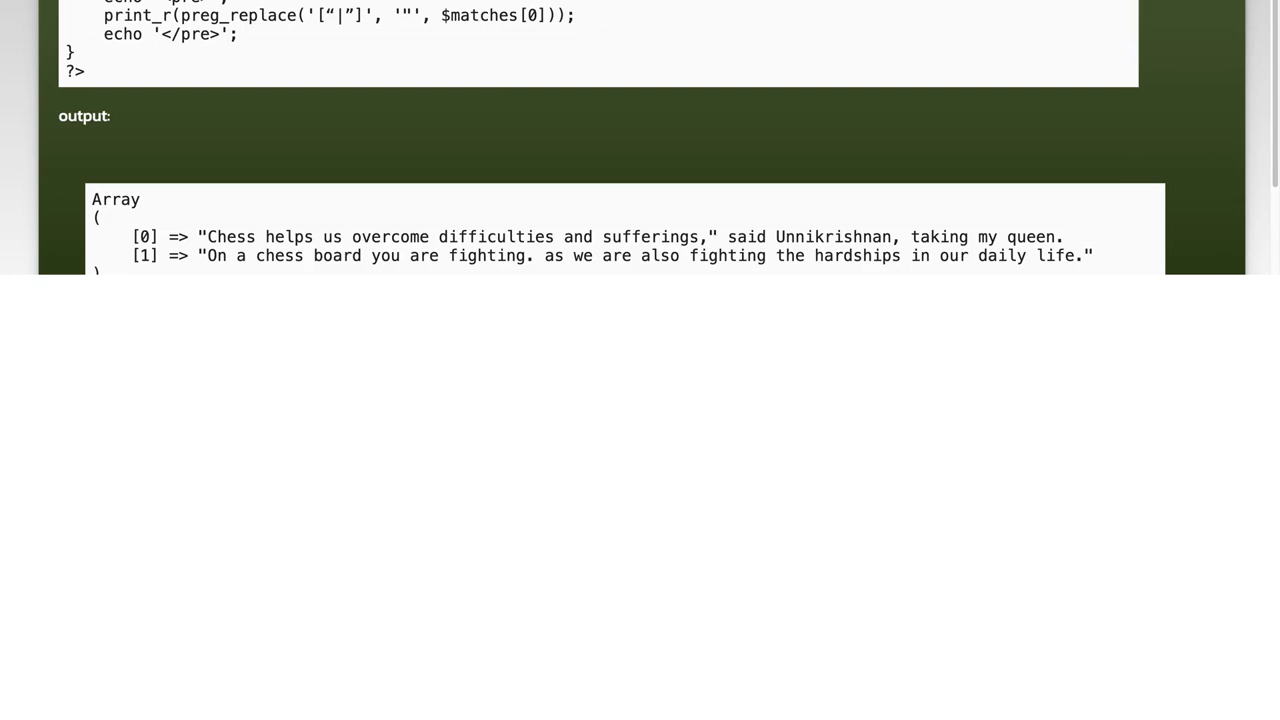 print_r(preg_replace('[“|”]', '"', $matches[0]));
echo '</pre>';
}
?>
output:
Array
(
[0] => "Chess helps us overcome difficulties and sufferings," said Unnikrishnan, taking my queen.
[1] => "On a chess board you are fighting. as we are also fighting the hardships in our daily life."
)